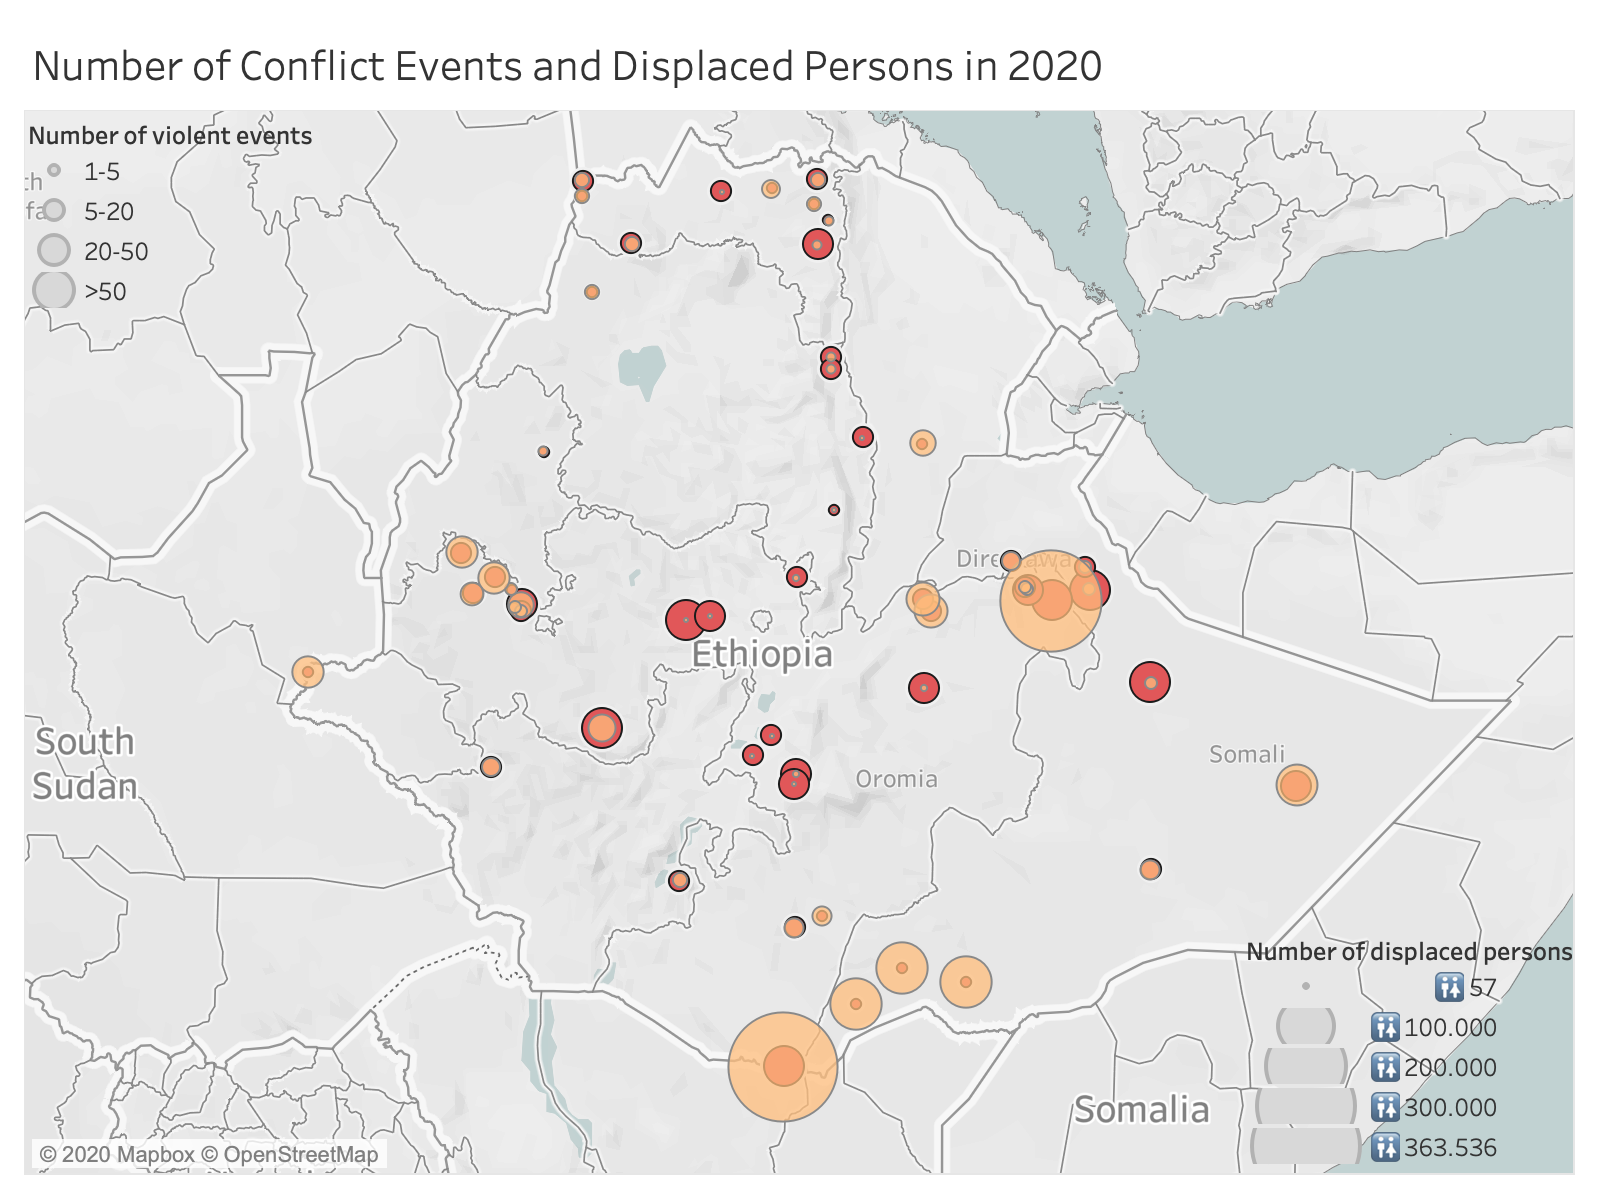 Number of Conflict Events and Displaced Persons in 2020
Number of violent events
1-5
5-20
20-50
>50
Dire
awa
Ethiopia
South
Sudan
Oromia
Somali
Somalia
Number of displaced persons
57
100.000
200.000
300.000
363.536
© 2020 Mapbox © OpenStreetMap